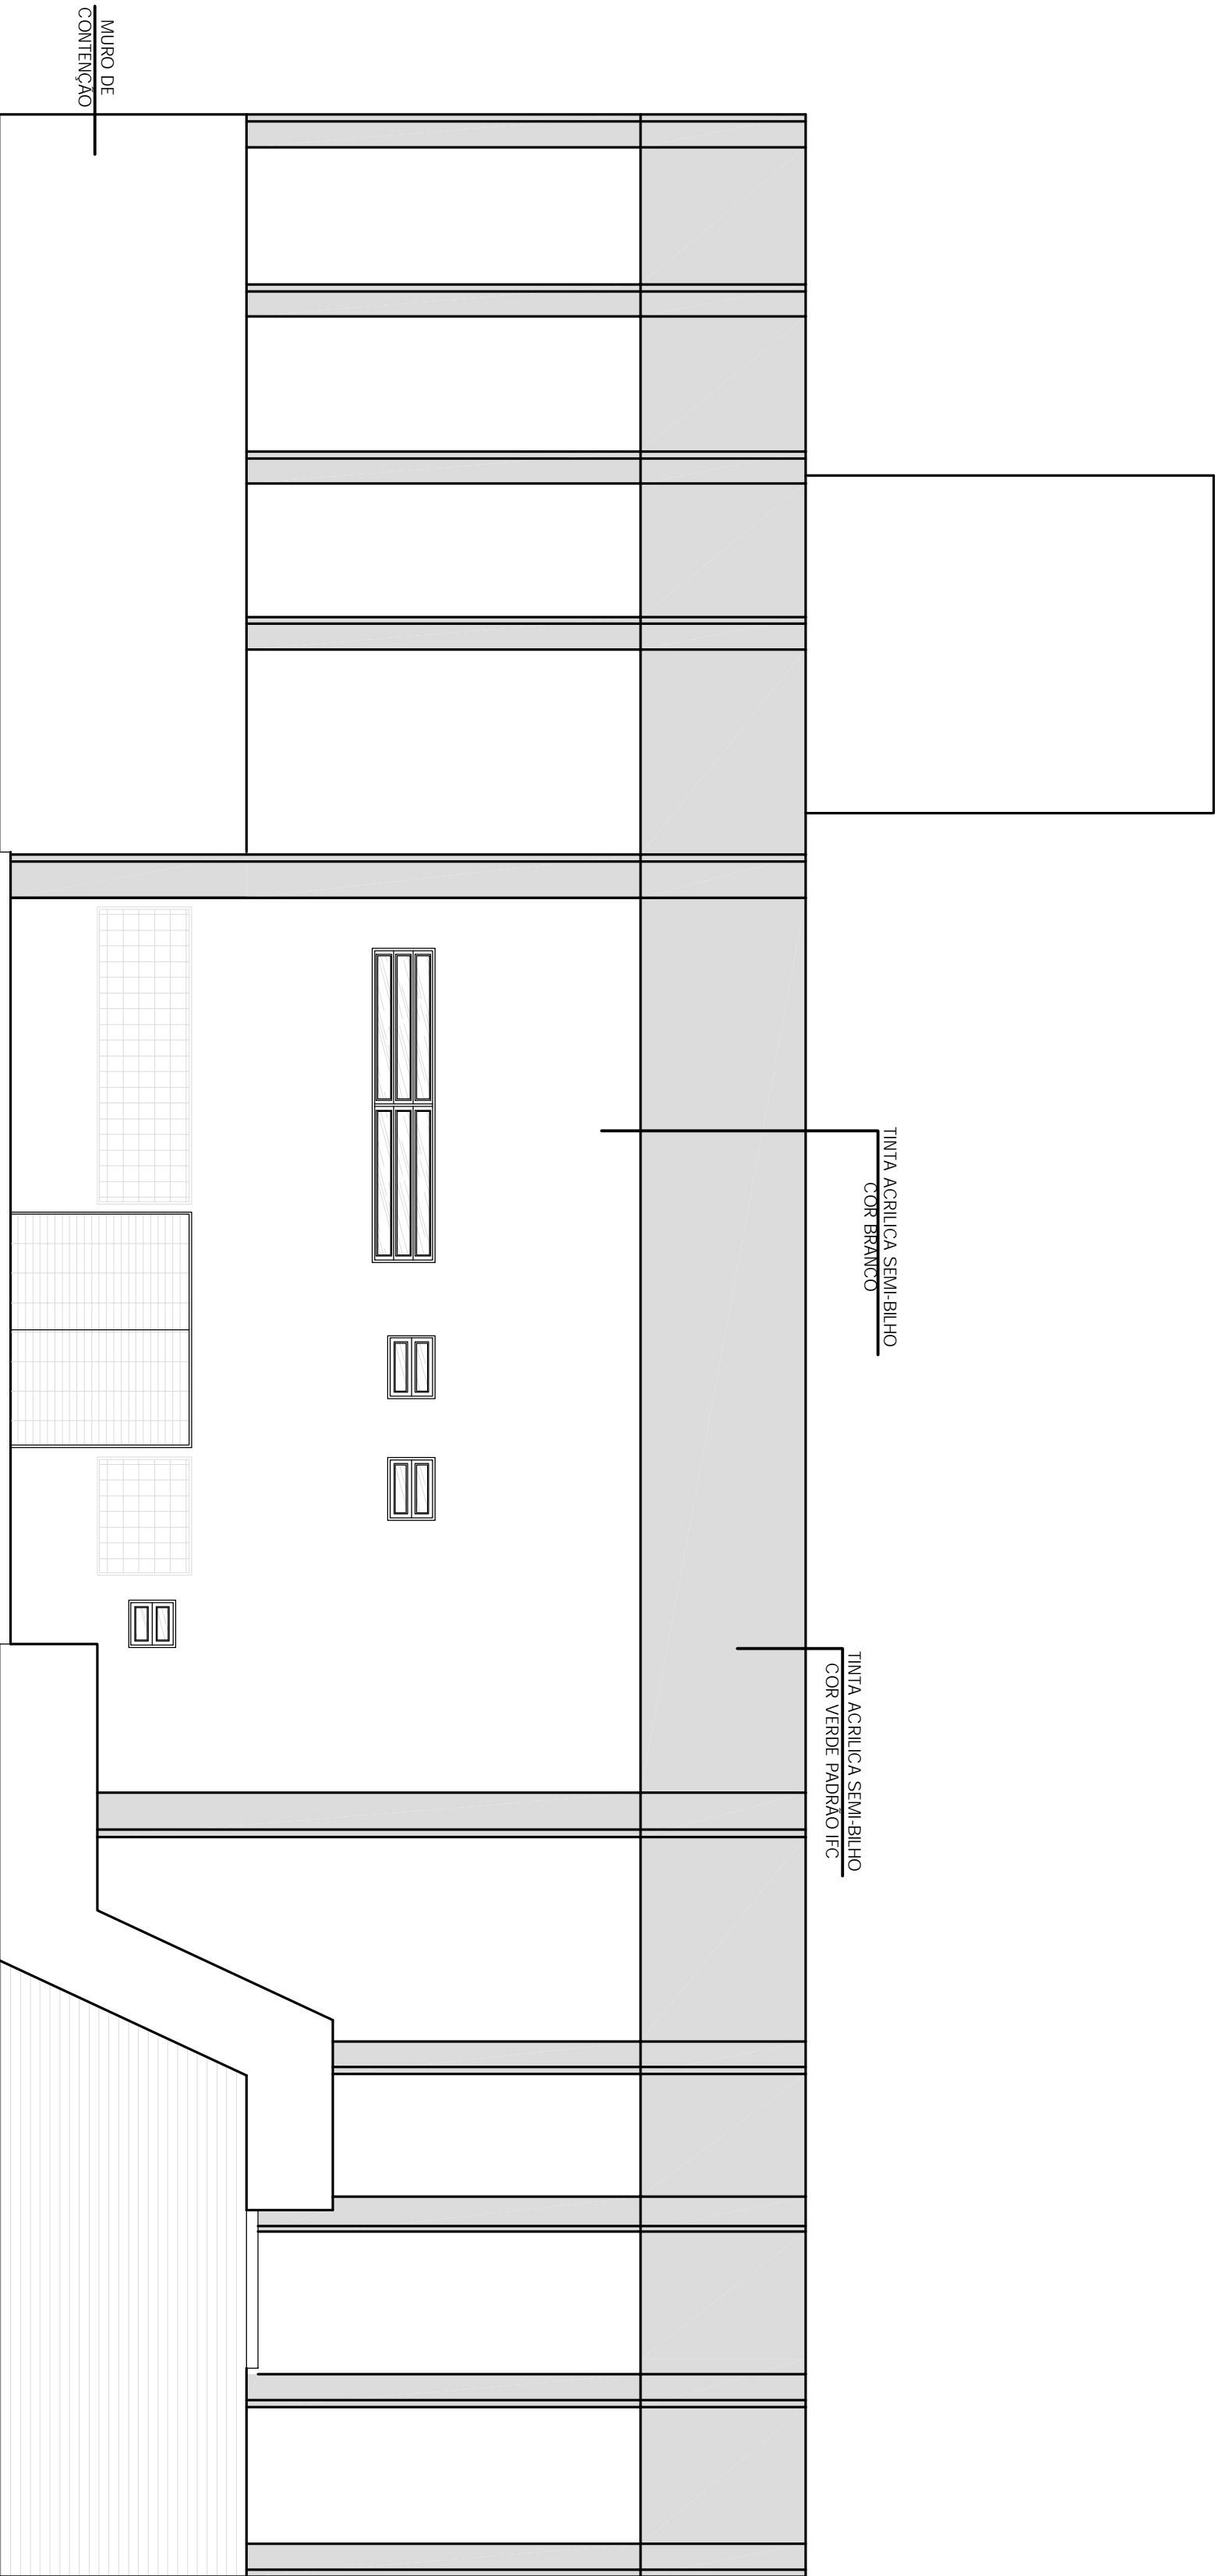 MURO DE
CONTENÇÃO
TINTA ACRILICA SEMI-BILHO
COR BRANCO
TINTA ACRILICA SEMI-BILHO
COR VERDE PADRÃO IFC